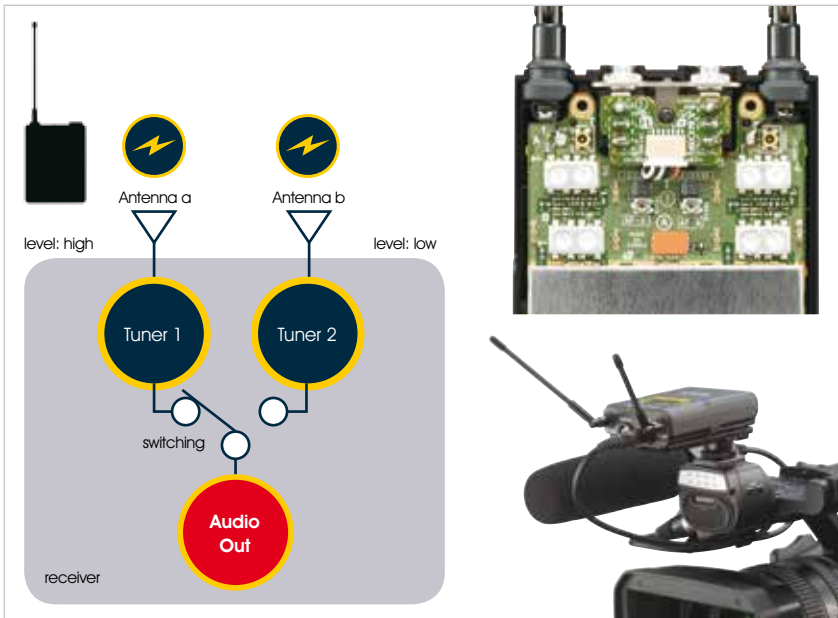 Antenna a
Antenna b
level: high
level: low
Tuner 1
Tuner 2
switching
Audio
Out
receiver